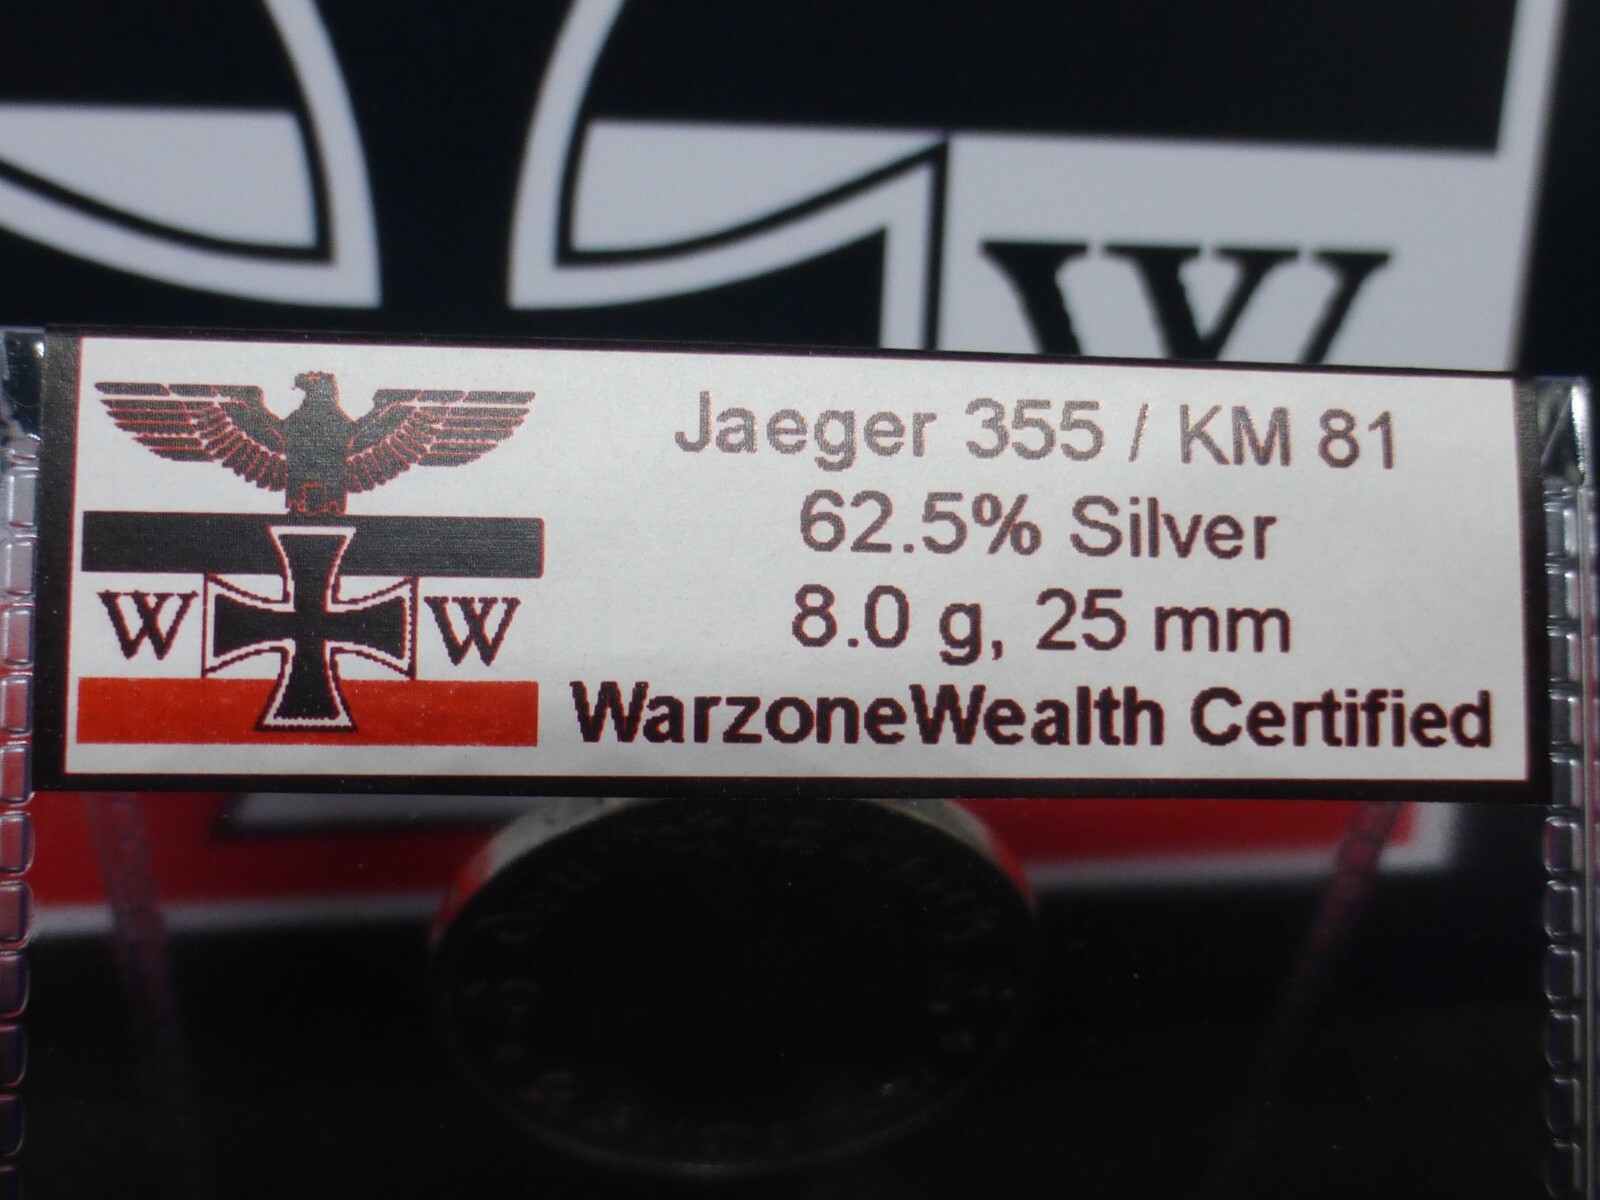 W
Jaeger 355 / KM 81
62.5% Silver
8.0 g, 25 mm
W W
WarzoneWealth Certified